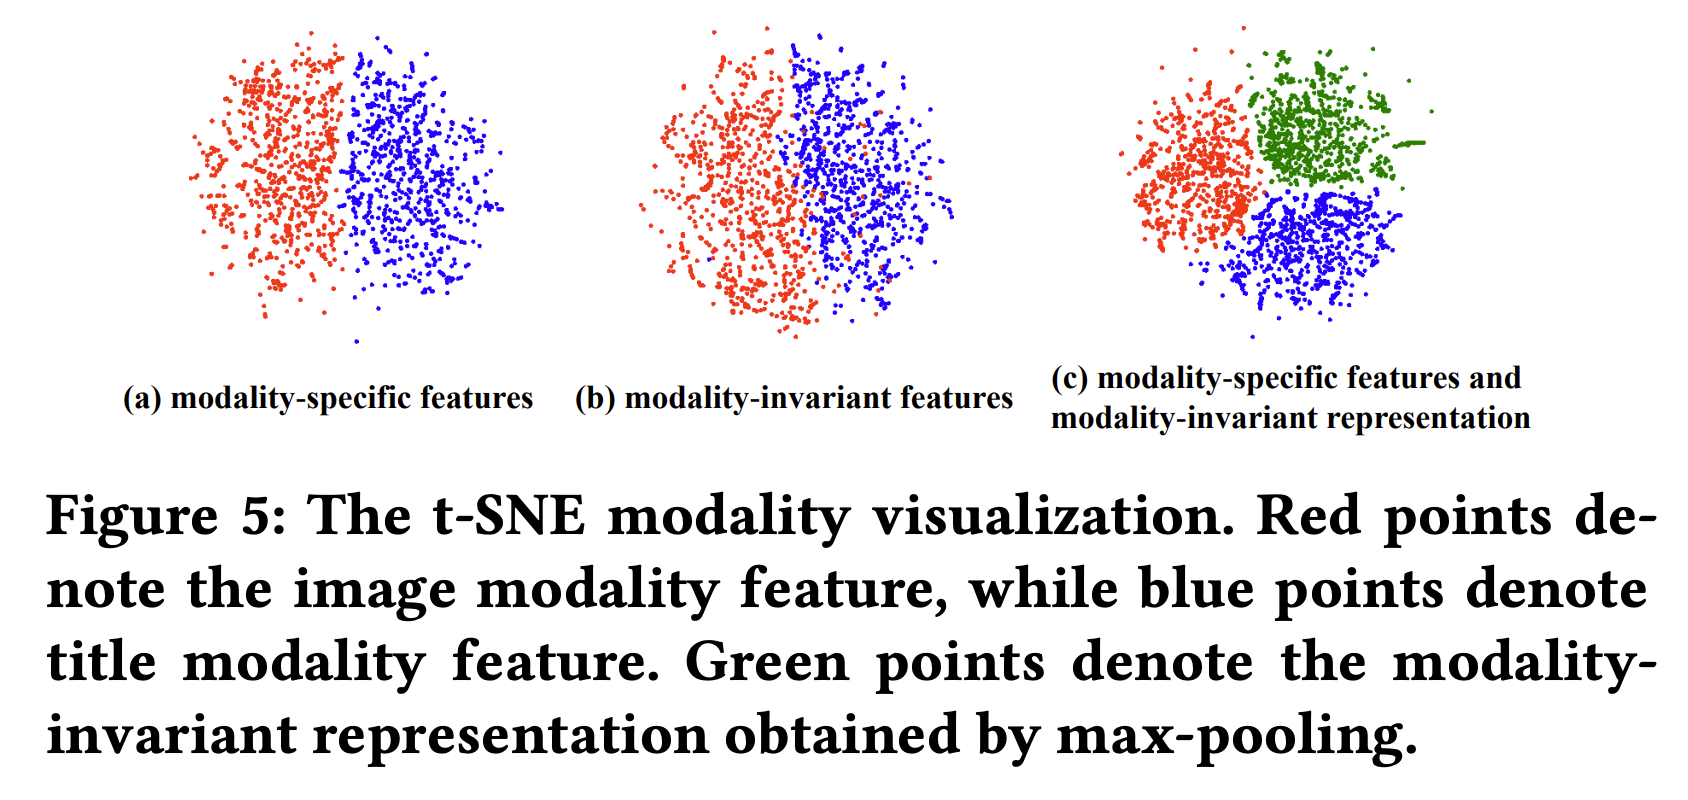 (a) modality-specific features
(b) modality-invariant features
(c) modality-specific features and
modality-invariant representation
Figure 5: The t-SNE modality visualization. Red points de-
note the image modality feature, while blue points denote
title modality feature. Green points denote the modality-
invariant representation obtained by max-pooling.